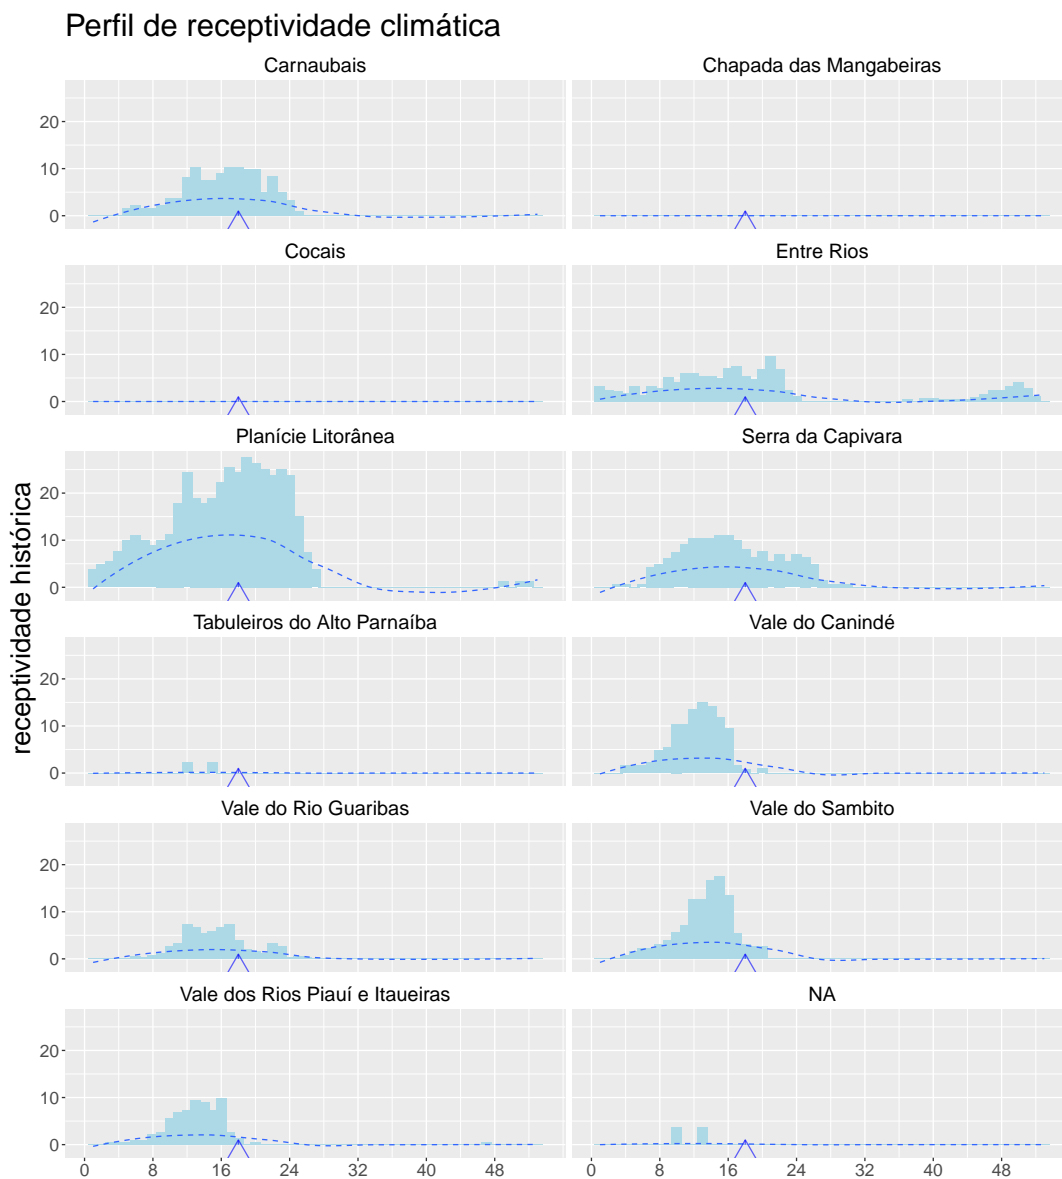 Perfil de receptividade climática
Carnaubais
Chapada das Mangabeiras
20
10
0
Cocais
Entre Rios
20
10
0
Planície Litorânea
Serra da Capivara
20
10
0
receptividade histórica
Tabuleiros do Alto Parnaíba
Vale do Canindé
20
10
0
Vale do Rio Guaribas
Vale do Sambito
20
10
0
Vale dos Rios Piauí e Itaueiras
NA
20
10
0
0 8 16 24 32 40 48
0 8 16 24 32 40 48